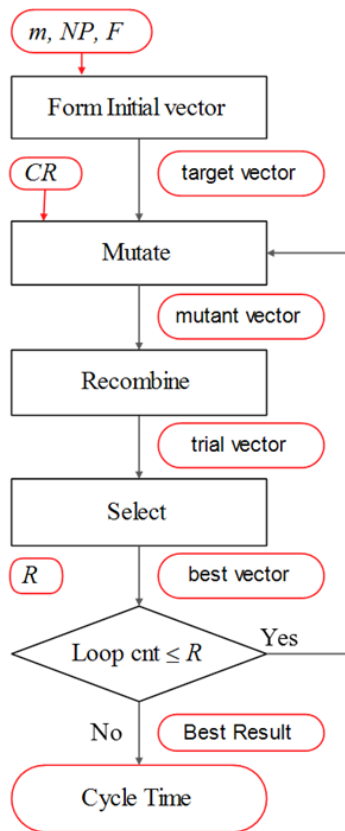 m, NP, F
Form Initial vector
CR
target vector
Mutate
mutant vector
Recombine
trial vector
Select
R
best vector
Loop cnt ≤ R
Yes
No
Best Result
Cycle Time